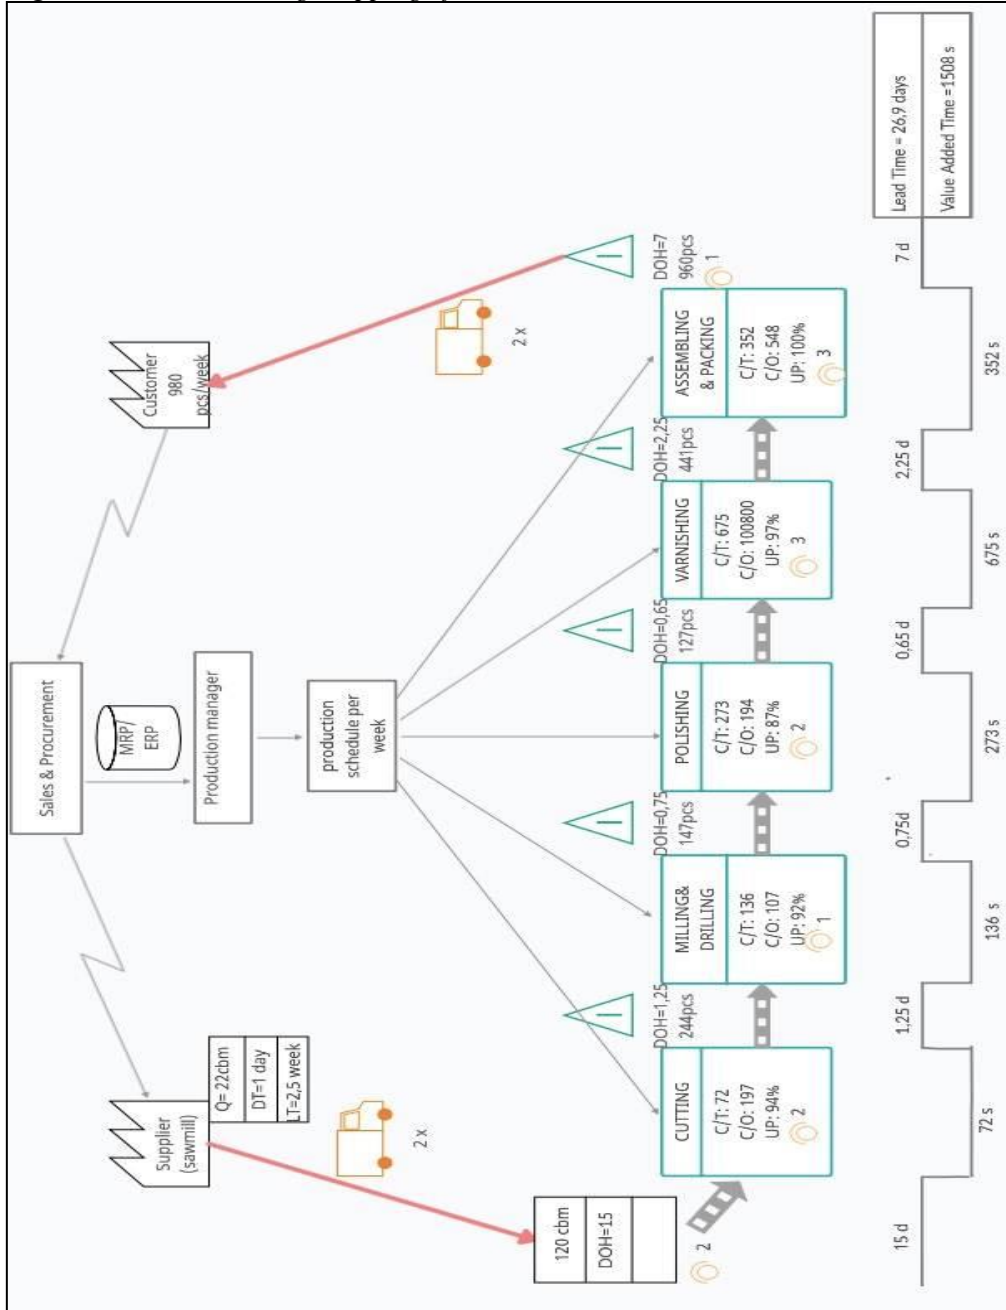 Sales & Procurement
MRP/
ERP
Supplier
(sawmill)
Q= 22cbm
DT=1 day
LT=2,5 week
Production manager
Customer
980
pcs/week
production
schedule per
week
2 x
2 x
120 cbm
DOH=15
2
DOH=1,25
244pcs
DOH=0,75
147pcs
DOH=0,65
127pcs
DOH=2,25
441pcs
DOH=7
960pcs
1
CUTTING
C/T: 72
C/O: 197
UP: 94%
2
MILLING&
DRILLING
C/T: 136
C/O: 107
UP: 92%
1
POLISHING
C/T: 273
C/O: 194
UP: 87%
2
VARNISHING
C/T: 675
C/O: 100800
UP: 97%
3
ASSEMBLING
& PACKING
C/T: 352
C/O: 548
UP: 100%
3
15 d
72 s
1,25 d
136 s
0,75d
273 s
0,65 d
675 s
2,25 d
352 s
7 d
Lead Time = 26,9 days
Value Added Time =1508 s